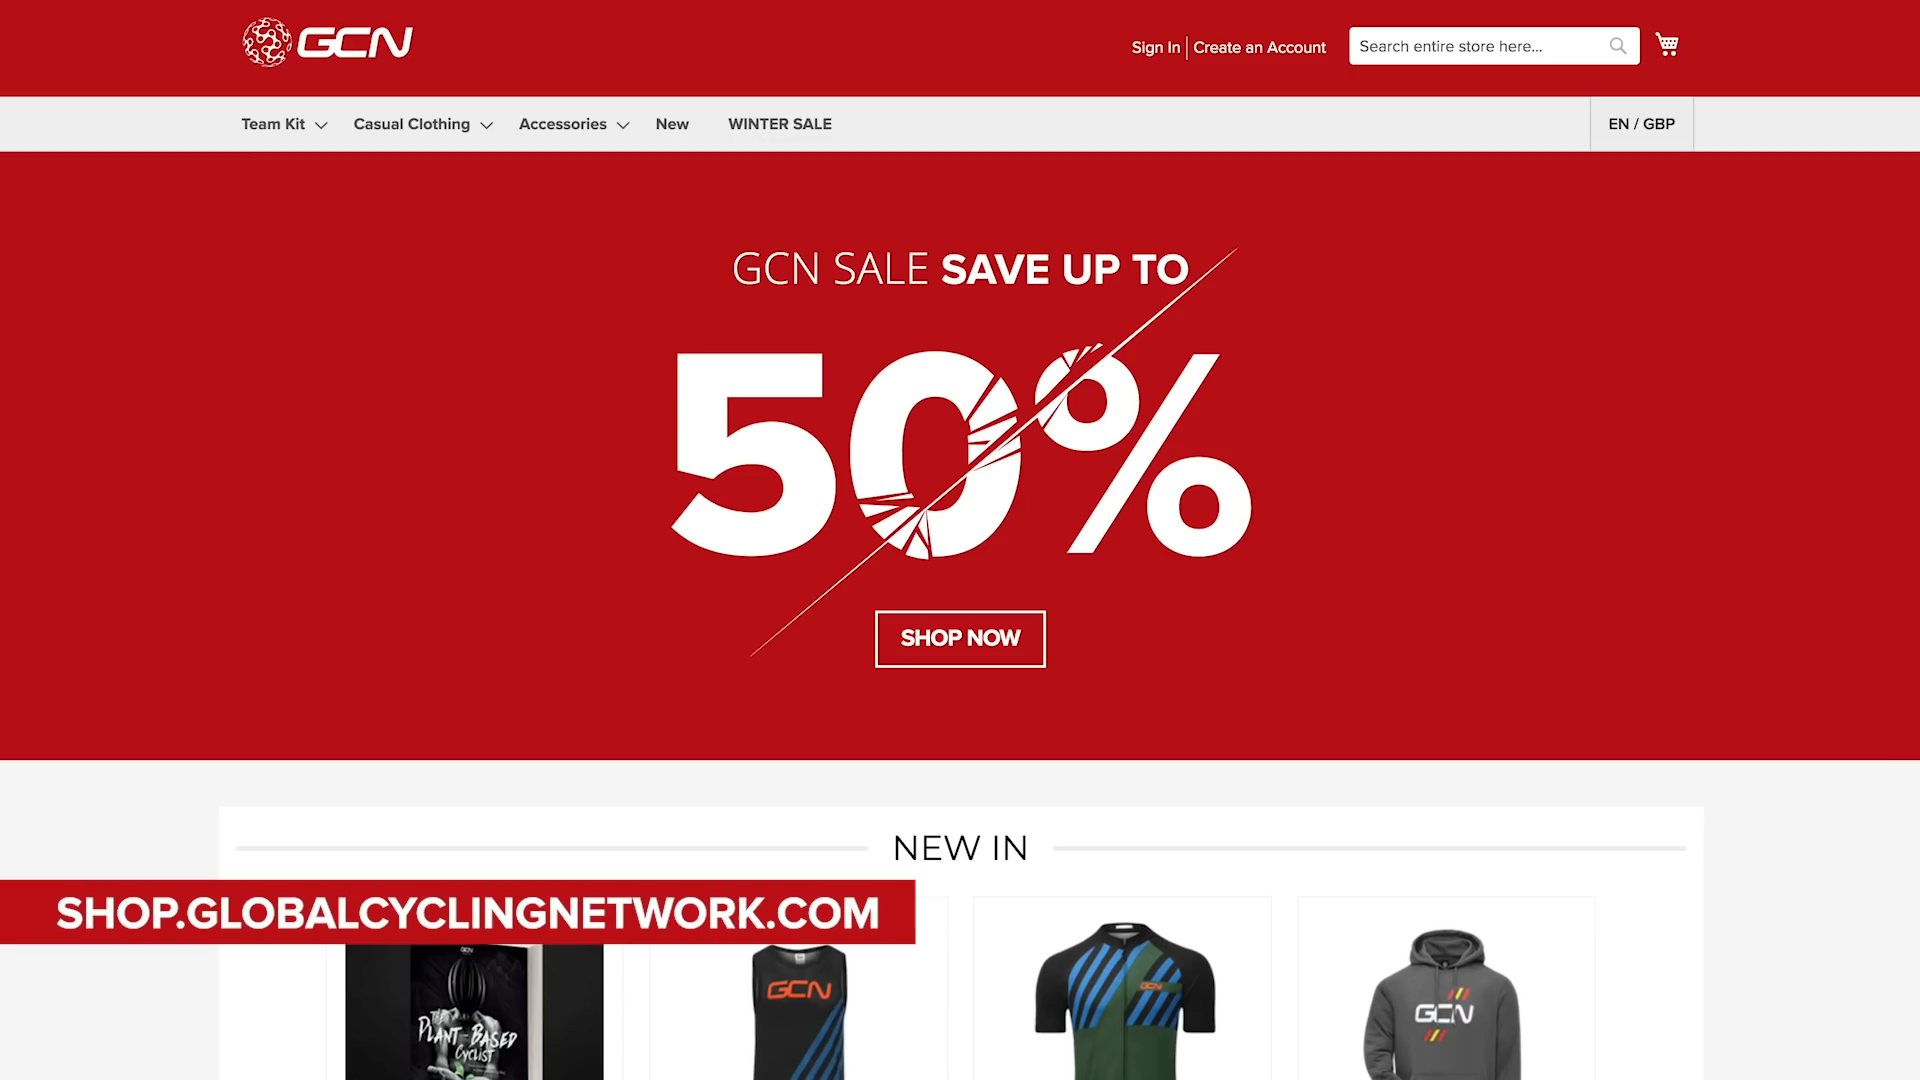 GCN
Sign In
Create an Account
Search entire store here...
Team Kit
Casual Clothing
Accessories
New
WINTER SALE
EN / GBP
GCN SALE SAVE UP TO
50%
SHOP NOW
NEW IN
SHOP.GLOBALCYCLINGNETWORK.COM
GCN
THE
PLANT-BASED
CYCLIST
GCN
GCN
GCN